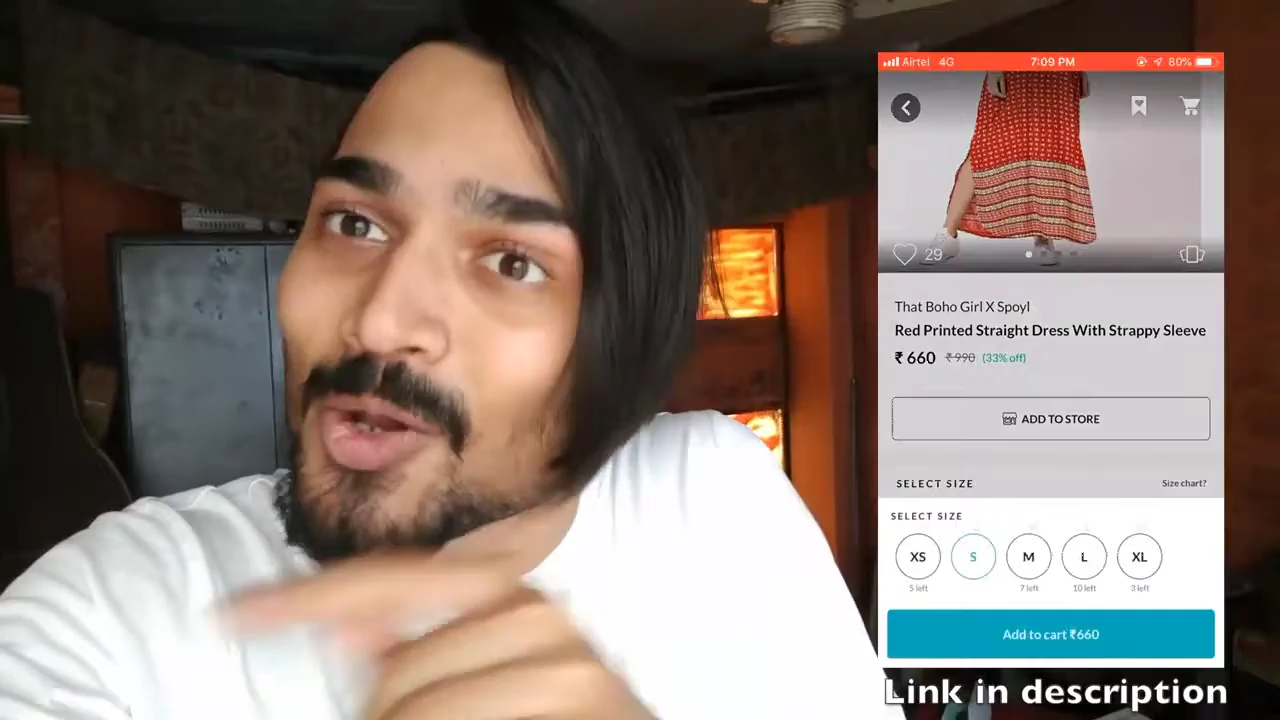 Airtel 4G 7:09 PM 80%
29
That Boho Girl X Spoyl
Red Printed Straight Dress With Strappy Sleeve
₹ 660 ₹ 990 (33% off)
ADD TO STORE
SELECT SIZE Size chart?
SELECT SIZE
XS S M L XL
5 left 7 left 10 left 3 left
Add to cart ₹660
Link in description